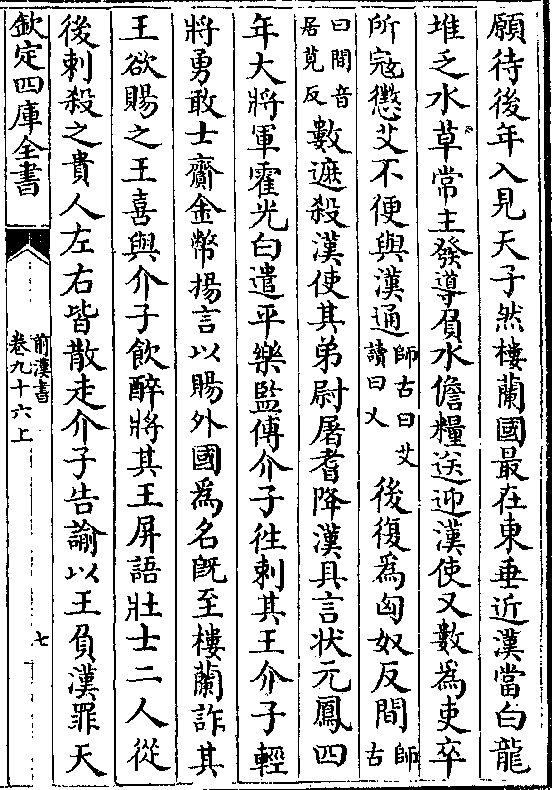 願待後年入見天子然樓蘭國最在東垂近漢當白龍
堆乏水草常主發導負水儋糧送迎漢使又數為吏卒
所寇懲艾不便與漢通師古曰艾讀曰乂後復為匈奴反間師古
曰間音居莧反數遮殺漢使其弟尉屠耆降漢具言狀元鳳四
年大將軍霍光白遣平樂監傅介子徃刺其王介子輕
將勇敢士齎金幣揚言以賜外國為名旣至樓蘭詐其
王欲賜之王喜與介子飲醉將其王屏語壯士二人從
後刺殺之貴人左右皆散走介子告諭以王負漢罪天
欽定四庫全書
前漢書
卷九十六上
七